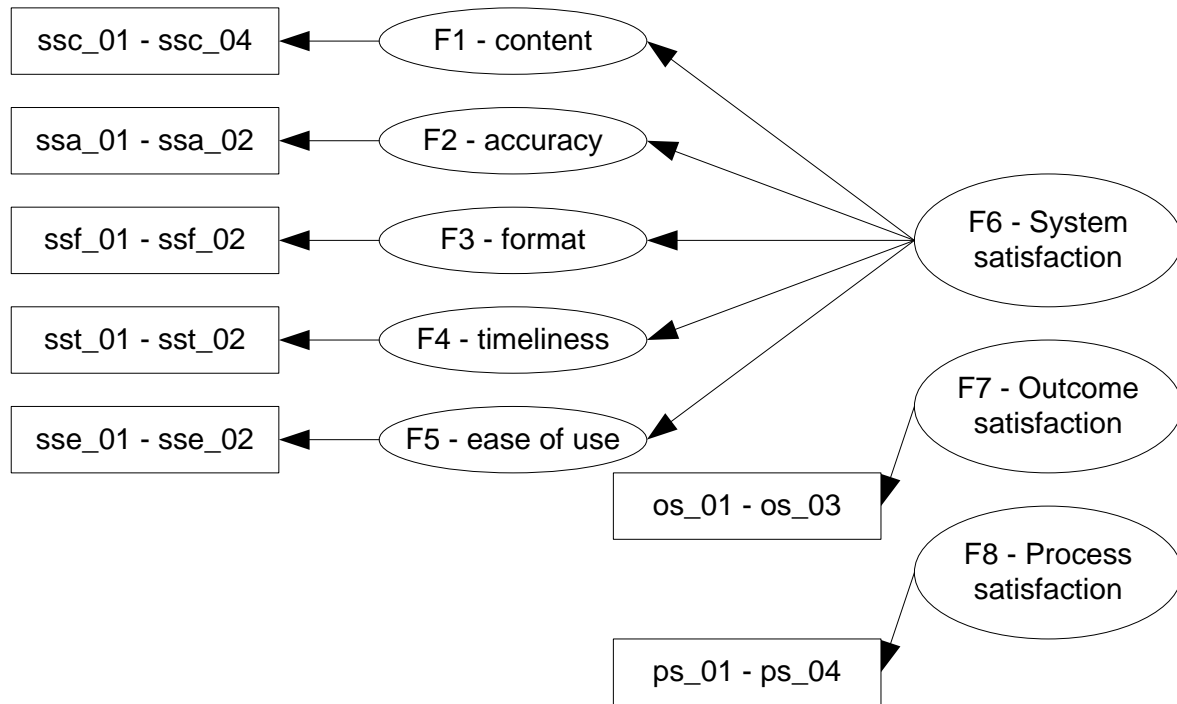 ssc_01 - ssc_04
F1 - content
ssa_01 - ssa_02
F2 - accuracy
F6 - System
satisfaction
ssf_01 - ssf_02
F3 - format
sst_01 - sst_02
F4 - timeliness
F7 - Outcome
satisfaction
sse_01 - sse_02
F5 - ease of use
os_01 - os_03
F8 - Process
satisfaction
ps_01 - ps_04